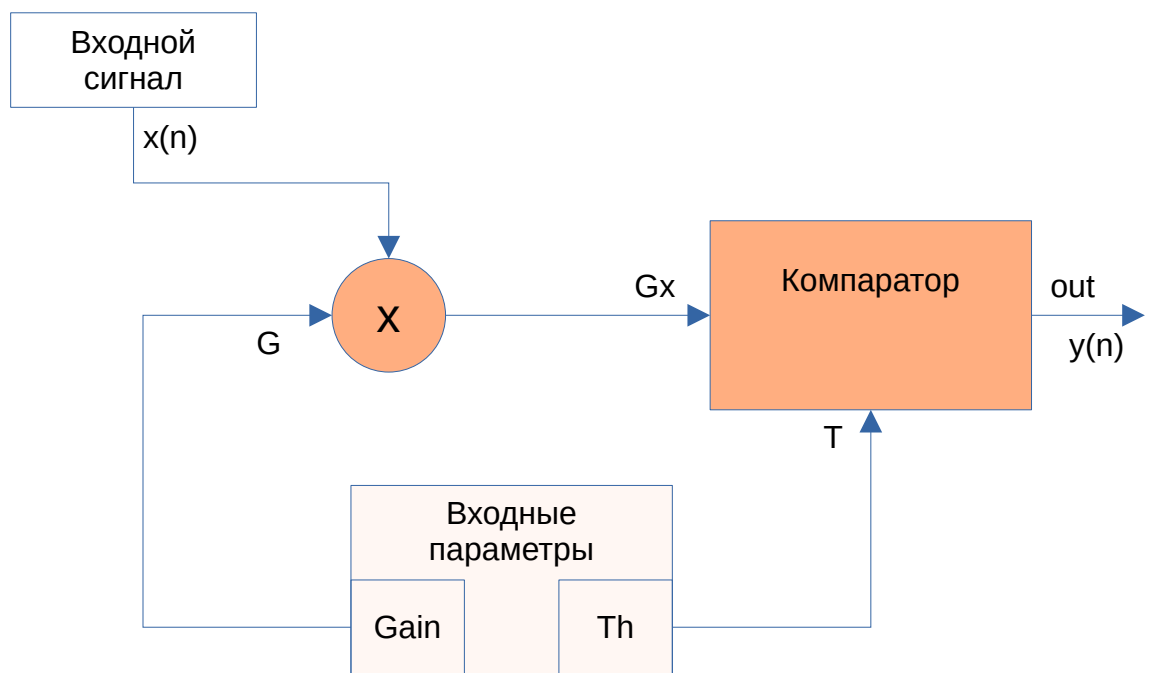 Входной
сигнал
x(n)
x
G
Gx
Компаратор
out
y(n)
T
Входные
параметры
Gain
Th